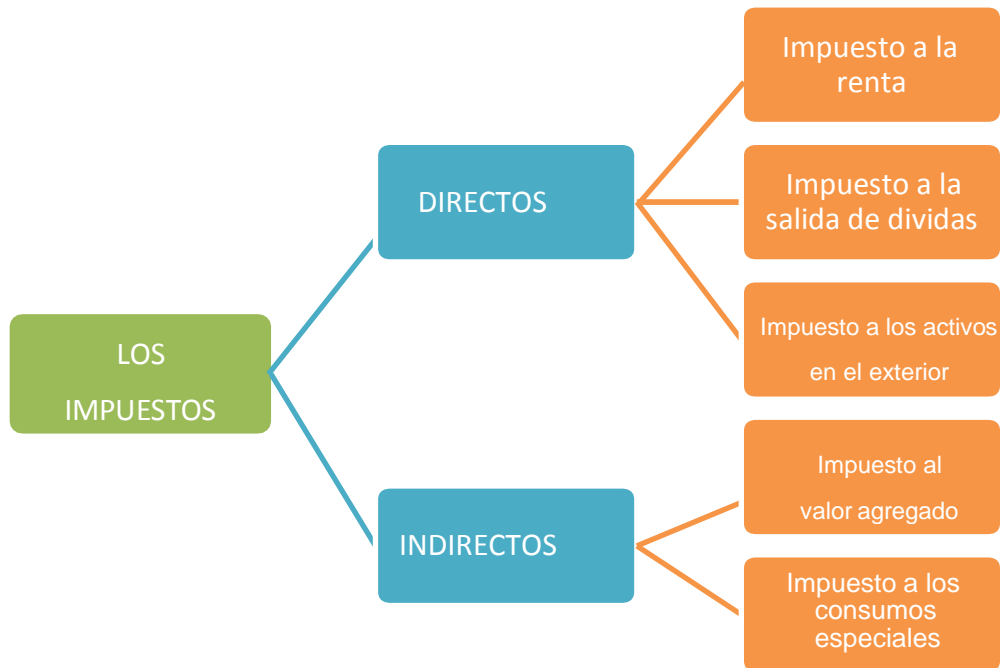 LOS
IMPUESTOS
DIRECTOS
Impuesto a la
renta
Impuesto a la
salida de dividas
Impuesto a los activos
en el exterior
INDIRECTOS
Impuesto al
valor agregado
Impuesto a los
consumos
especiales